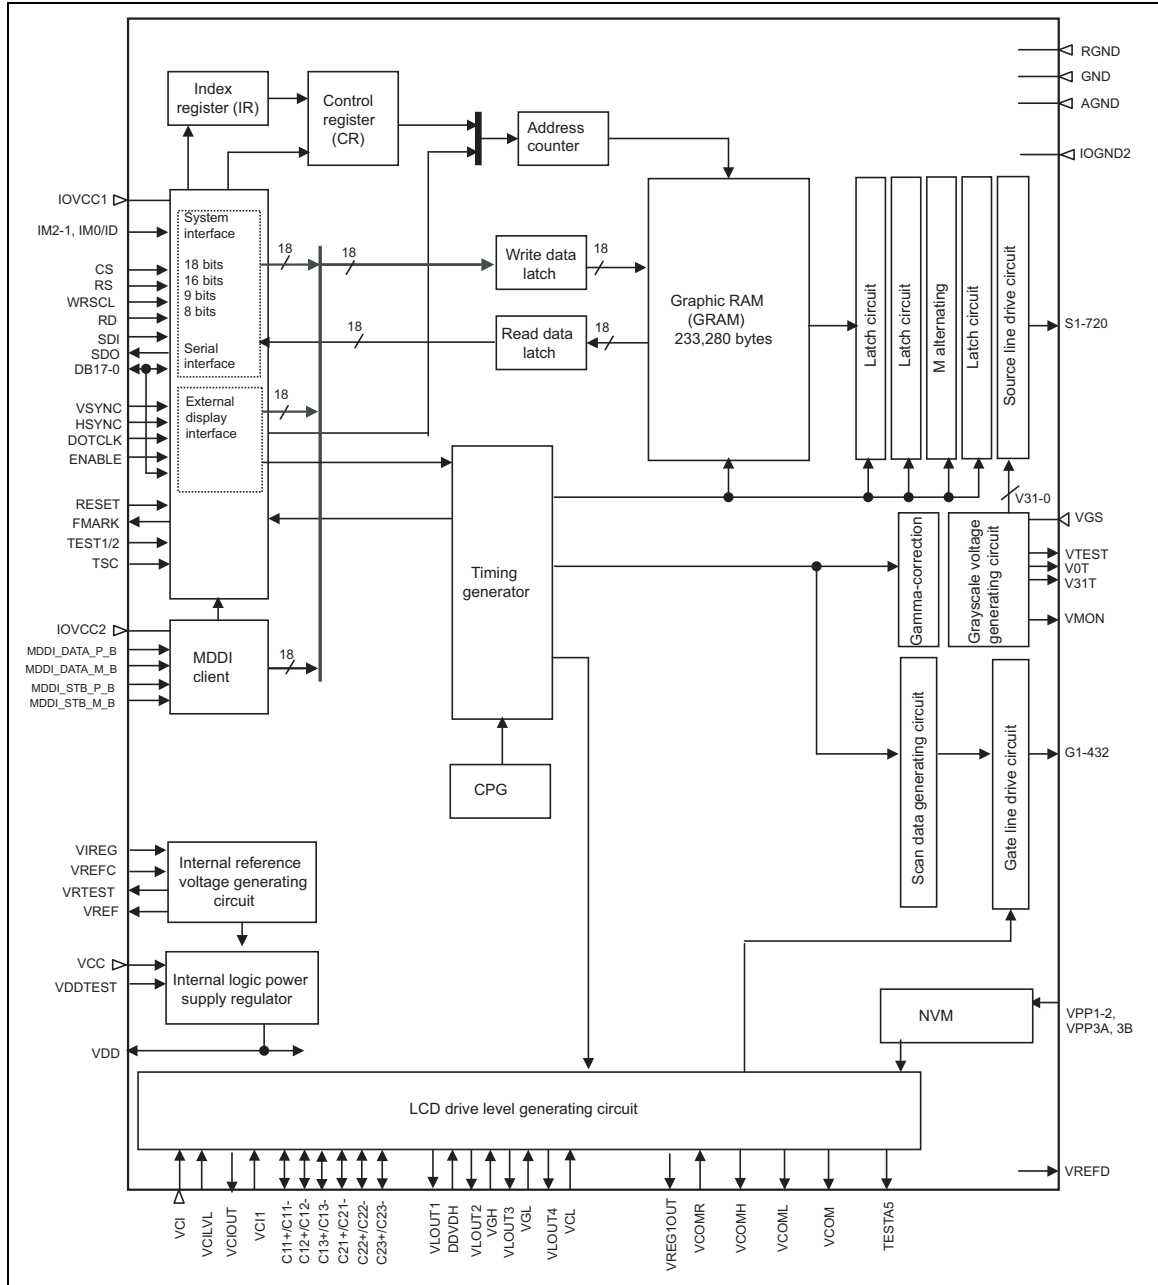 RGND
GND
AGND
IOGND2
Index
register (IR)
Control
register
(CR)
Address
counter
IOVCC1
IM2-1, IM0/ID
CS
RS
WRSCL
RD
SDI
SDO
DB17-0
VSYNC
HSYNC
DOTCLK
ENABLE
RESET
FMARK
TEST1/2
TSC
System
interface
18 bits
16 bits
9 bits
8 bits
Serial
interface
External
display
interface
18
18
18
18
18
18
18
Write data
latch
Read data
latch
Graphic RAM
(GRAM)
233,280 bytes
Latch circuit
Latch circuit
M alternating
Latch circuit
Source line drive circuit
S1-720
V31-0
VGS
VTEST
V0T
V31T
VMON
Timing
generator
Gamma-correction
Grayscale voltage
generating circuit
IOVCC2
MDDI_DATA_P_B
MDDI_DATA_M_B
MDDI_STB_P_B
MDDI_STB_M_B
MDDI
client
CPG
Scan data generating circuit
Gate line drive circuit
G1-432
VIREG
VREFC
VRTEST
VREF
Internal reference
voltage generating
circuit
VCC
VDDTEST
Internal logic power
supply regulator
VDD
NVM
VPP1-2,
VPP3A, 3B
LCD drive level generating circuit
VREFD
VCI
VCILVL
VCIOUT
VCI1
C11+/C11-
C12+/C12-
C13+/C13-
C21+/C21-
C22+/C22-
C23+/C23-
VLOUT1
DDVDH
VLOUT2
VGH
VLOUT3
VGL
VLOUT4
VCL
VREG1OUT
VCOMR
VCOMH
VCOML
VCOM
TESTA5